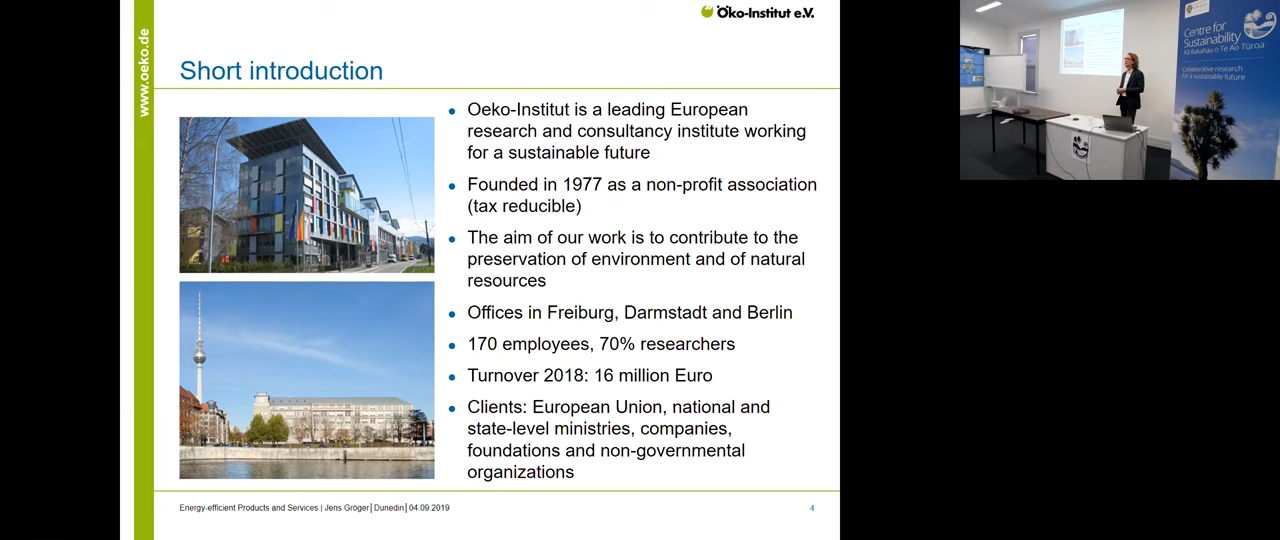 www.oeko.de
Öko-Institut e.V.
Short introduction
• Oeko-Institut is a leading European
research and consultancy institute working
for a sustainable future
• Founded in 1977 as a non-profit association
(tax reducible)
• The aim of our work is to contribute to the
preservation of environment and of natural
resources
• Offices in Freiburg, Darmstadt and Berlin
• 170 employees, 70% researchers
• Turnover 2018: 16 million Euro
• Clients: European Union, national and
state-level ministries, companies,
foundations and non-governmental
organizations
Energy-efficient Products and Services | Jens Gröger | Dunedin | 04.09.2019
4
Centre for
Sustainability
Kā Rakahau o Te Ao Tūroa
Collaborative research
for a sustainable future